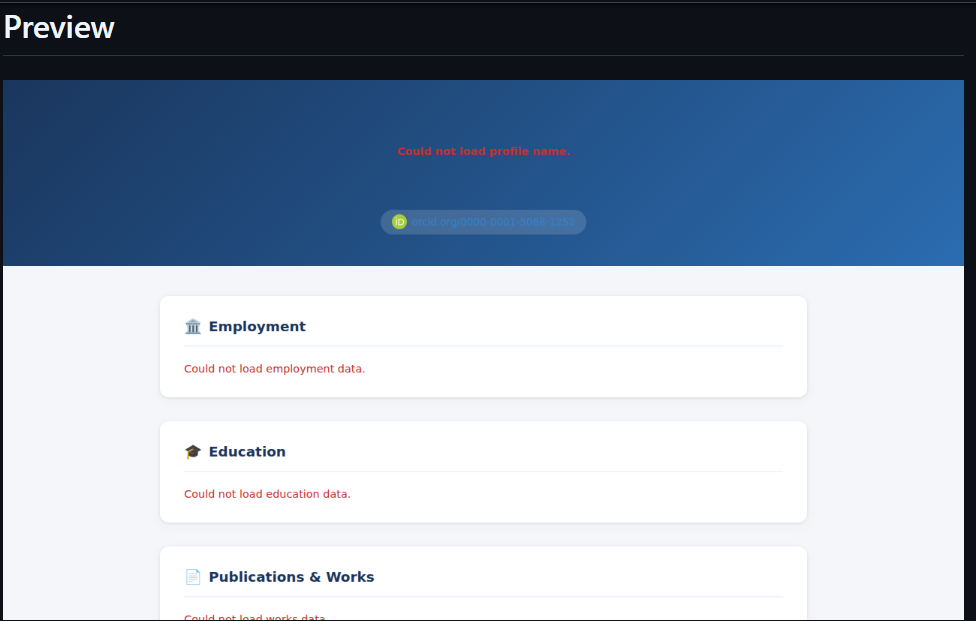 Preview
Could not load profile name.
iD orcid.org/0000-0001-5088-1252
Employment
Could not load employment data.
Education
Could not load education data.
Publications & Works
Could not load works data.